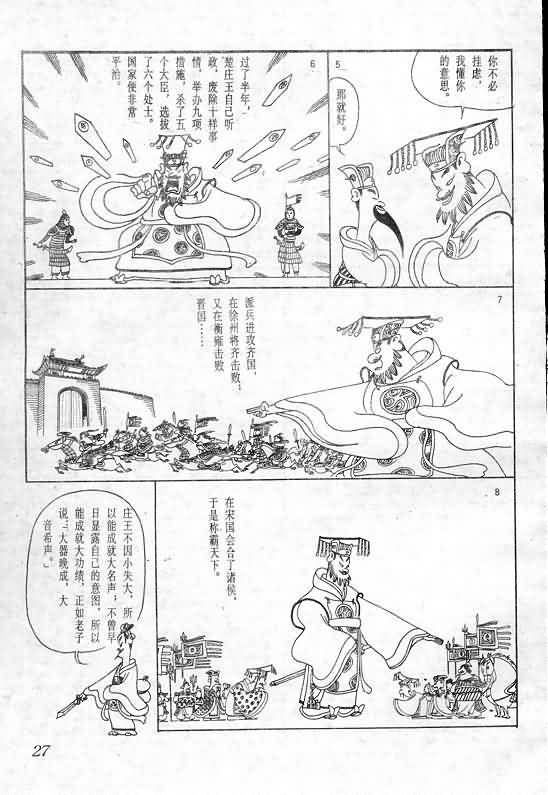 5
你不必
挂虑，
我懂你
的意思。
那就好。
6
过了半年，
楚庄王自己听
政，废除十样事
情，举办九项
措施，杀了五
个大臣，选拔
了六个处士。
国家便非常
平治。
7
派兵进攻齐国，
在徐州将齐击败，
又在衡雍击败
晋国……
8
在宋国会合了诸侯，
于是称霸天下。
庄王不因小失大，所
以能成就大名声；不曾早
日显露自己的意图，所以
能成就大功绩，正如老子
说：“大器晚成，大
音希声。”
27